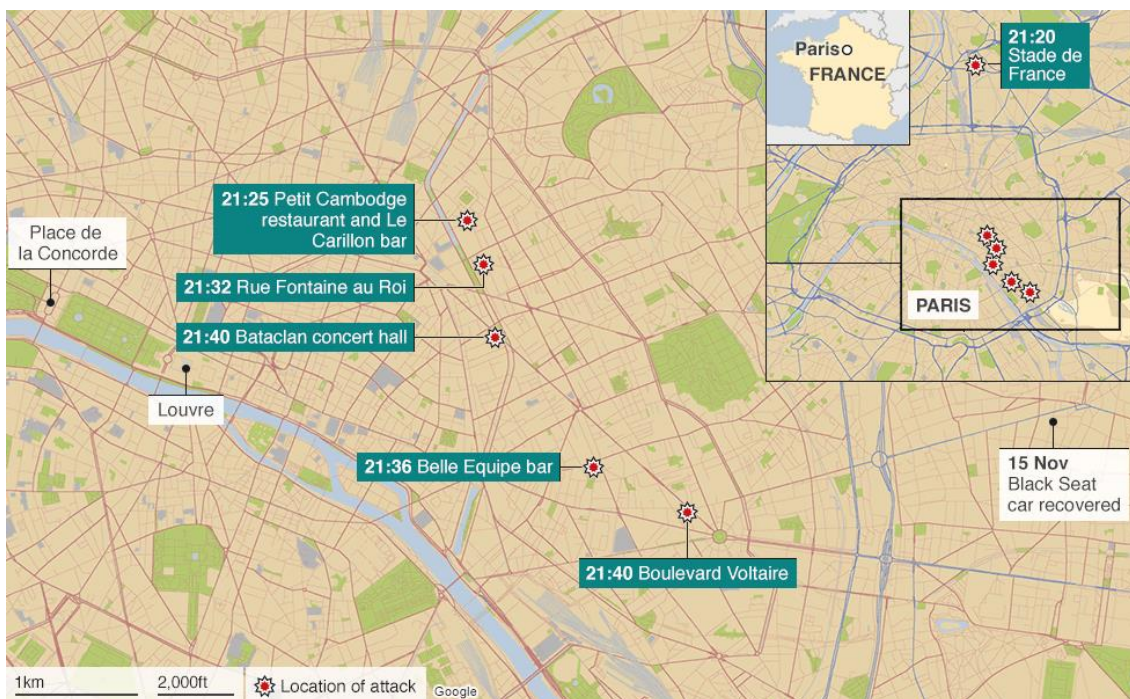 Paris
FRANCE
21:20
Stade de
France
21:25 Petit Cambodge
restaurant and Le
Carillon bar
Place de
la Concorde
21:32 Rue Fontaine au Roi
PARIS
21:40 Bataclan concert hall
Louvre
21:36 Belle Equipe bar
15 Nov
Black Seat
car recovered
21:40 Boulevard Voltaire
1km
2,000ft
Location of attack
Google